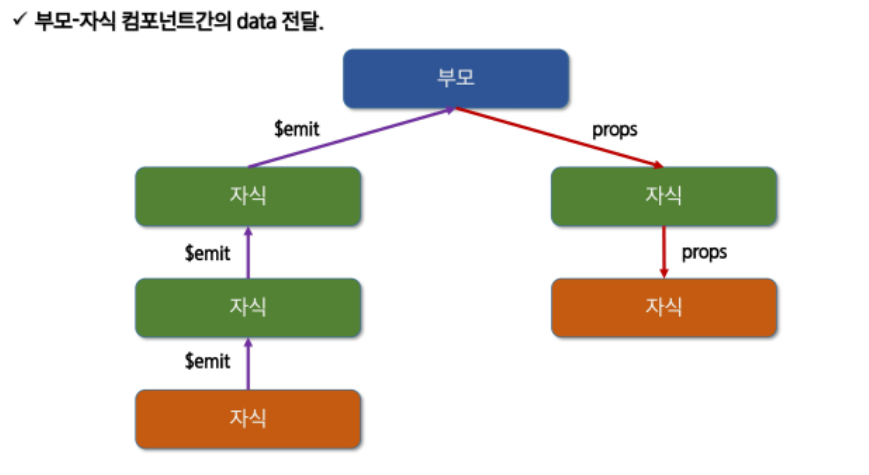 ✓ 부모-자식 컴포넌트간의 data 전달.
부모
$emit
props
자식
자식
$emit
props
자식
자식
$emit
자식